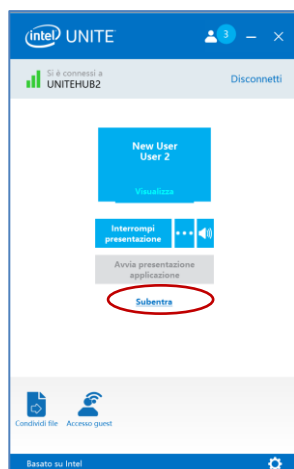 intel UNITE
3
Si è connessi a
UNITEHUB2
Disconnetti
New User
User 2
Visualizza
Interrompi
presentazione
Avvia presentazione
applicazione
Subentra
Condividi file
Accesso guest
Basato su Intel